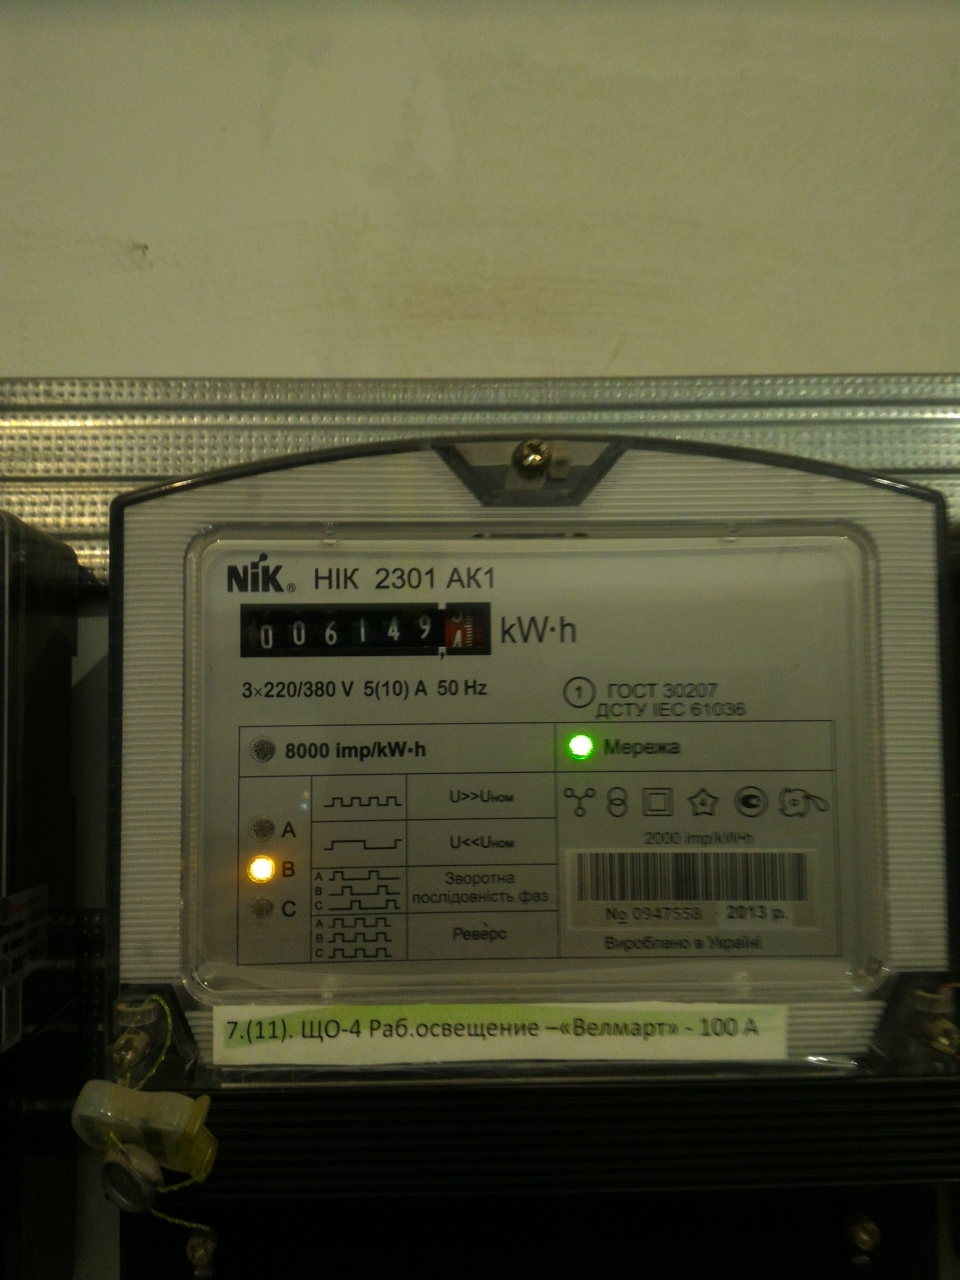 NiK® НІК 2301 АК1
006149,4 kW·h
3×220/380 V 5(10) A 50 Hz
1 ГОСТ 30207
ДСТУ IEC 61036
8000 imp/kW·h
Мережа
A
B
C
U>>Uном
U<<Uном
A
B
C
Зворотна
послідовність фаз
A
B
C
Реверс
2000 imp/kW·h
№ 0947558 2013 р.
Вироблено в Україні
7.(11). ЩО-4 Раб.освещение –«Велмарт» - 100 А